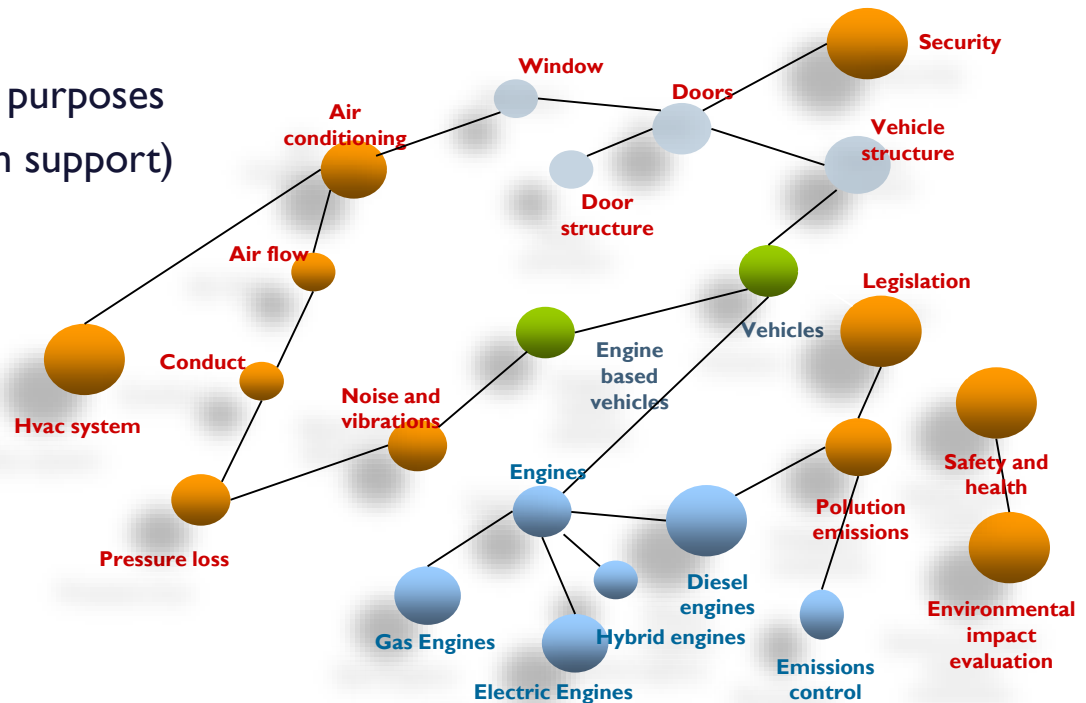 Security
Window
purposes
Doors
Air
conditioning
Vehicle
structure
support)
Door
structure
Air flow
Legislation
Vehicles
Engine
based
vehicles
Conduct
Noise and
vibrations
Hvac system
Safety and
health
Engines
Pollution
emissions
Pressure loss
Diesel
engines
Environmental
impact
evaluation
Gas Engines
Hybrid engines
Emissions
control
Electric Engines